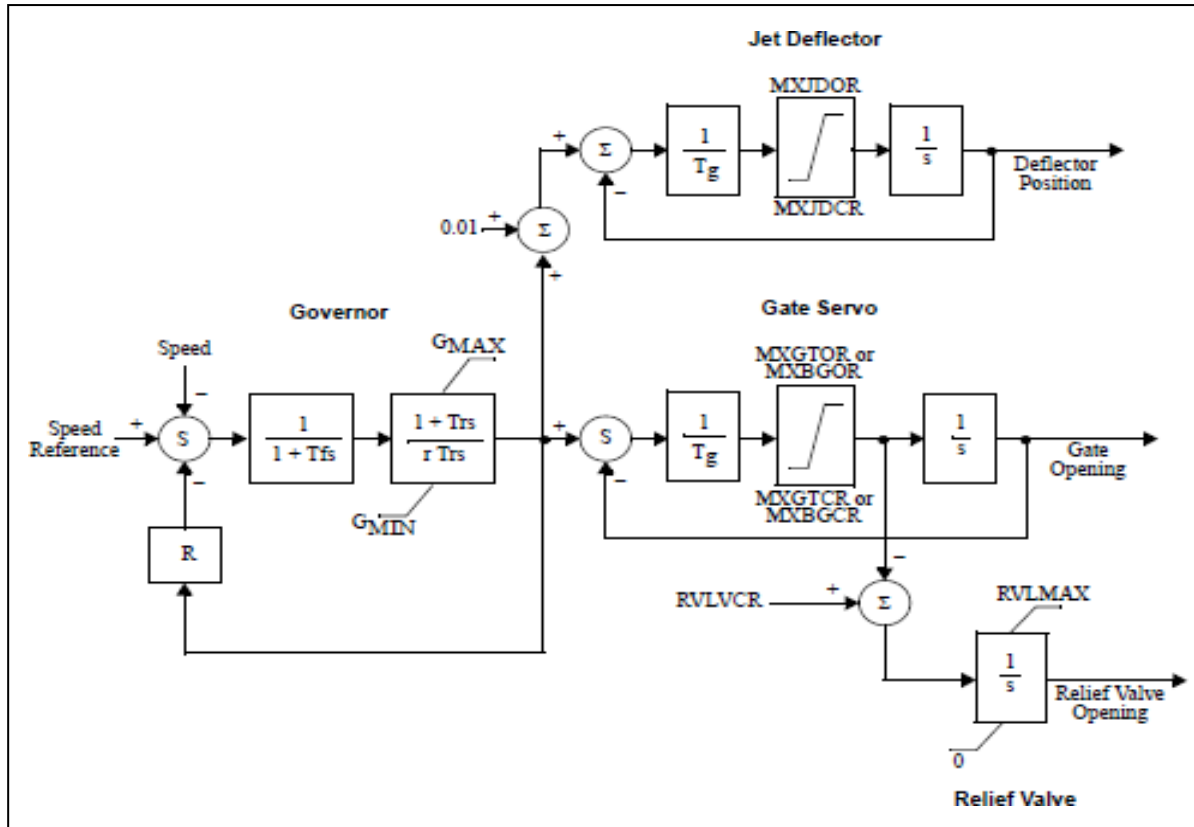 Jet Deflector
MXJDOR
+
Σ
1
Tg
1
s
Deflector
Position
−
MXJDCR
0.01
+
Σ
+
Governor
Gate Servo
Speed
GMAX
MXGTOR or
MXBGOR
−
Speed
Reference
+
S
1
1 + Tfs
1 + Trs
r Trs
+
S
1
Tg
1
s
Gate
Opening
−
−
GMIN
MXGTCR or
MXBGCR
R
−
RVLVCR
+
Σ
RVLMAX
1
s
Relief Valve
Opening
0
Relief Valve